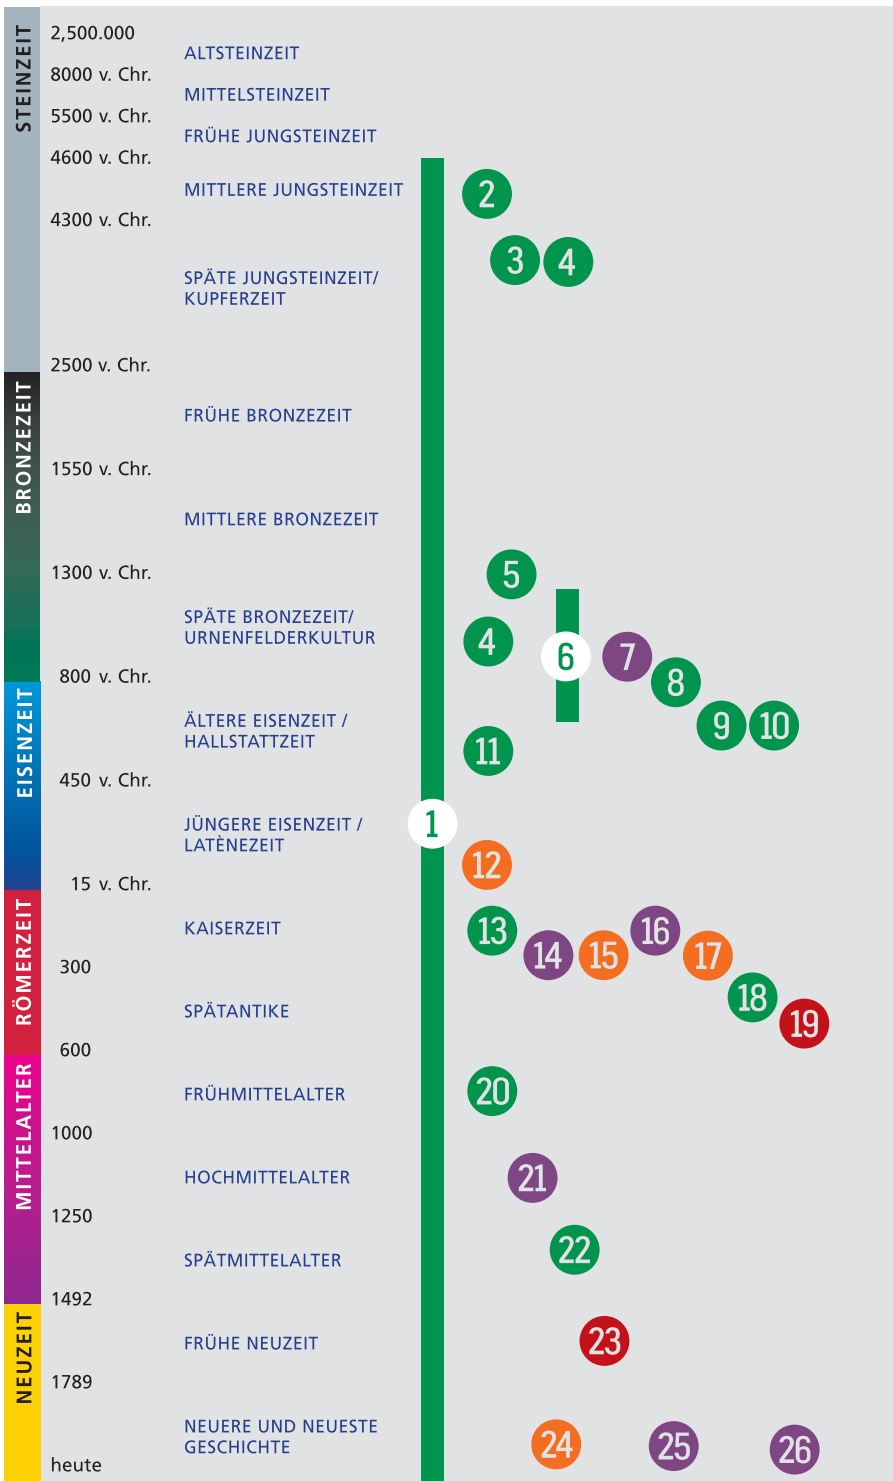 STEINZEIT
2,500.000
ALTSTEINZEIT
8000 v. Chr.
MITTELSTEINZEIT
5500 v. Chr.
FRÜHE JUNGSTEINZEIT
4600 v. Chr.
MITTLERE JUNGSTEINZEIT
2
4300 v. Chr.
3 4
SPÄTE JUNGSTEINZEIT/
KUPFERZEIT
2500 v. Chr.
BRONZEZEIT
FRÜHE BRONZEZEIT
1550 v. Chr.
MITTLERE BRONZEZEIT
1300 v. Chr.
5
SPÄTE BRONZEZEIT/
URNENFELDERKULTUR
4 6 7 8
800 v. Chr.
EISENZEIT
ÄLTERE EISENZEIT /
HALLSTATTZEIT
9 10
11
450 v. Chr.
JÜNGERE EISENZEIT /
LATÈNEZEIT
1
12
15 v. Chr.
RÖMERZEIT
KAISERZEIT
13 14 15 16 17
300
18 19
SPÄTANTIKE
600
MITTELALTER
FRÜHMITTELALTER
20
1000
HOCHMITTELALTER
21
1250
SPÄTMITTELALTER
22
1492
NEUZEIT
FRÜHE NEUZEIT
23
1789
NEUERE UND NEUESTE
GESCHICHTE
24 25 26
heute